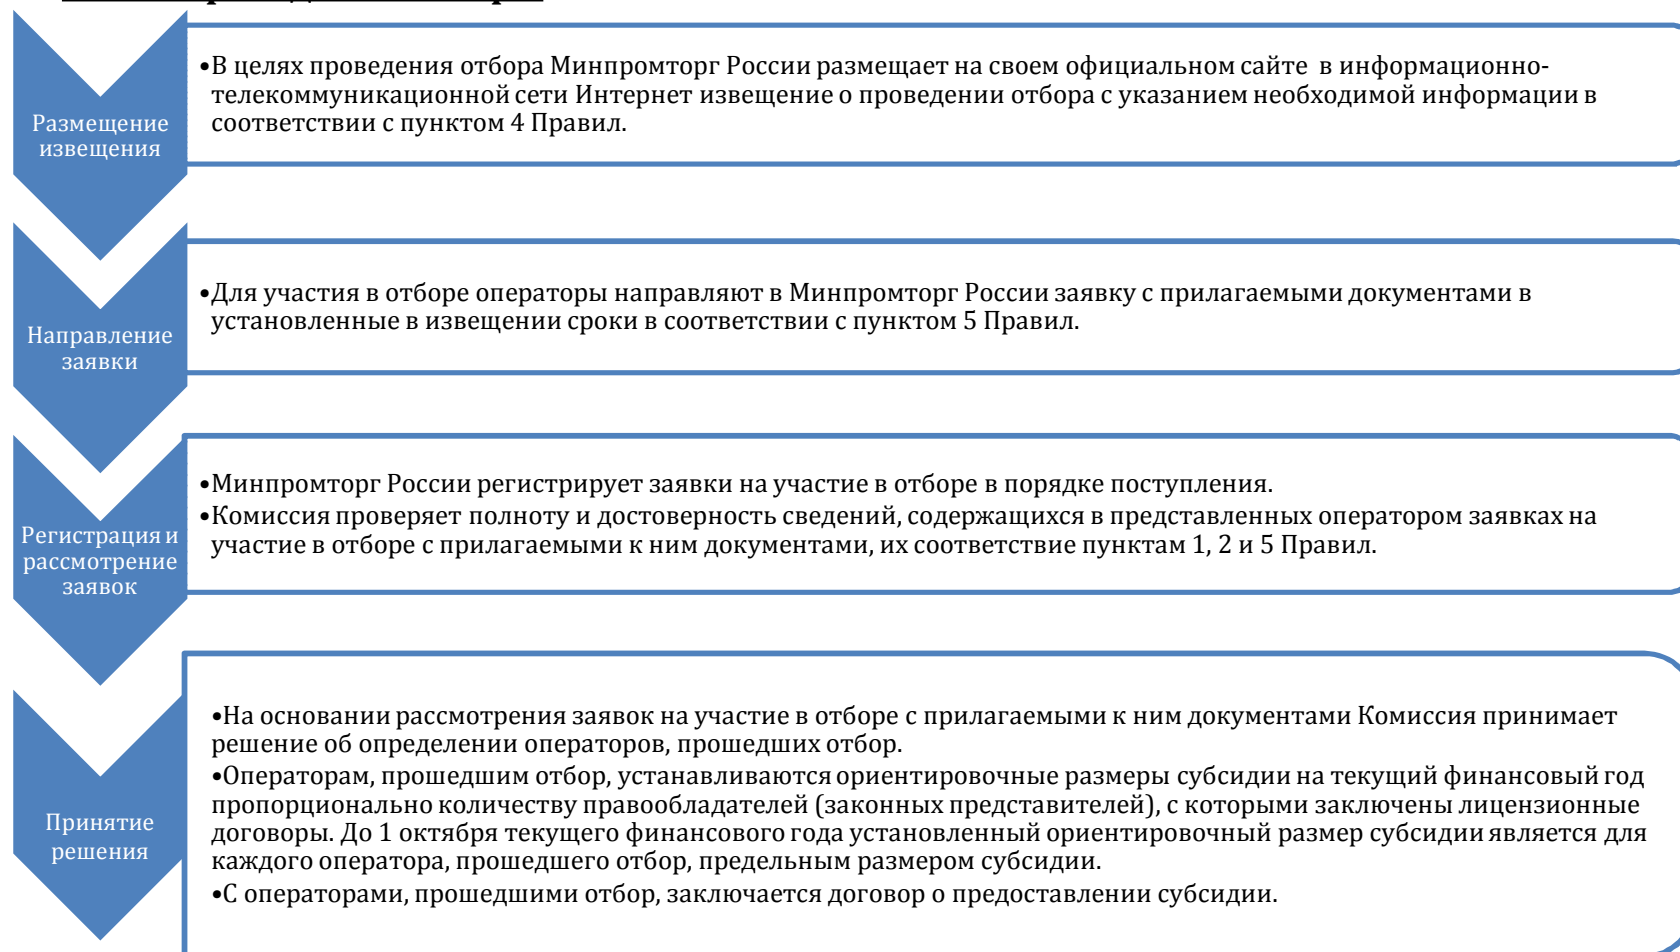 Размещение
извещения
•В целях проведения отбора Минпромторг России размещает на своем официальном сайте в информационно-
телекоммуникационной сети Интернет извещение о проведении отбора с указанием необходимой информации в
соответствии с пунктом 4 Правил.
Направление
заявки
•Для участия в отборе операторы направляют в Минпромторг России заявку с прилагаемыми документами в
установленные в извещении сроки в соответствии с пунктом 5 Правил.
Регистрация и
рассмотрение
заявок
•Минпромторг России регистрирует заявки на участие в отборе в порядке поступления.
•Комиссия проверяет полноту и достоверность сведений, содержащихся в представленных оператором заявках на
участие в отборе с прилагаемыми к ним документами, их соответствие пунктам 1, 2 и 5 Правил.
Принятие
решения
•На основании рассмотрения заявок на участие в отборе с прилагаемыми к ним документами Комиссия принимает
решение об определении операторов, прошедших отбор.
•Операторам, прошедшим отбор, устанавливаются ориентировочные размеры субсидии на текущий финансовый год
пропорционально количеству правообладателей (законных представителей), с которыми заключены лицензионные
договоры. До 1 октября текущего финансового года установленный ориентировочный размер субсидии является для
каждого оператора, прошедшего отбор, предельным размером субсидии.
•С операторами, прошедшими отбор, заключается договор о предоставлении субсидии.